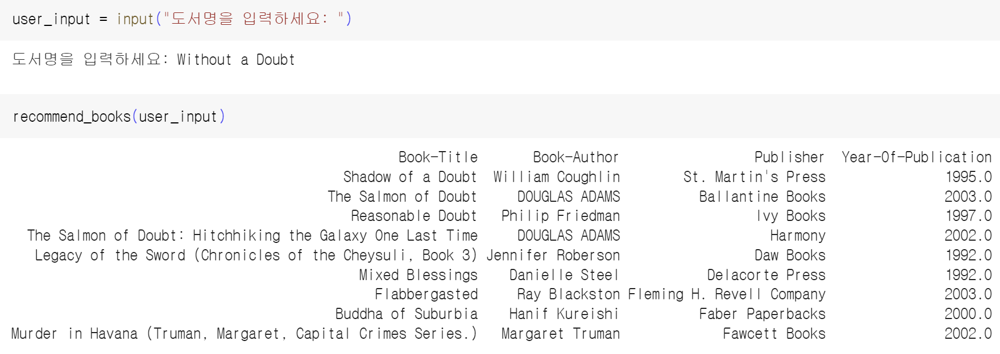 user_input = input("도서명을 입력하세요: ")
도서명을 입력하세요: Without a Doubt
recommend_books(user_input)
Book-Title Book-Author Publisher Year-Of-Publication
Shadow of a Doubt William Coughlin St. Martin's Press 1995.0
The Salmon of Doubt DOUGLAS ADAMS Ballantine Books 2003.0
Reasonable Doubt Philip Friedman Ivy Books 1997.0
The Salmon of Doubt: Hitchhiking the Galaxy One Last Time DOUGLAS ADAMS Harmony 2002.0
Legacy of the Sword (Chronicles of the Cheysuli, Book 3) Jennifer Roberson Daw Books 1992.0
Mixed Blessings Danielle Steel Delacorte Press 1992.0
Flabbergasted Ray Blackston Fleming H. Revell Company 2003.0
Buddha of Suburbia Hanif Kureishi Faber Paperbacks 2000.0
Murder in Havana (Truman, Margaret, Capital Crimes Series.) Margaret Truman Fawcett Books 2002.0